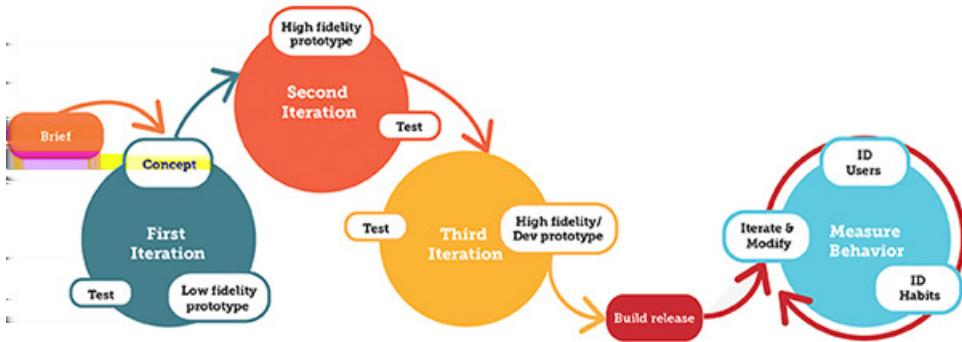 High fidelity
prototype
Second
Iteration
Test
Brief
Concept
First
Iteration
Test
Low fidelity
prototype
Test
Third
Iteration
High fidelity/
Dev prototype
Build release
ID
Users
Iterate &
Modify
Measure
Behavior
ID
Habits